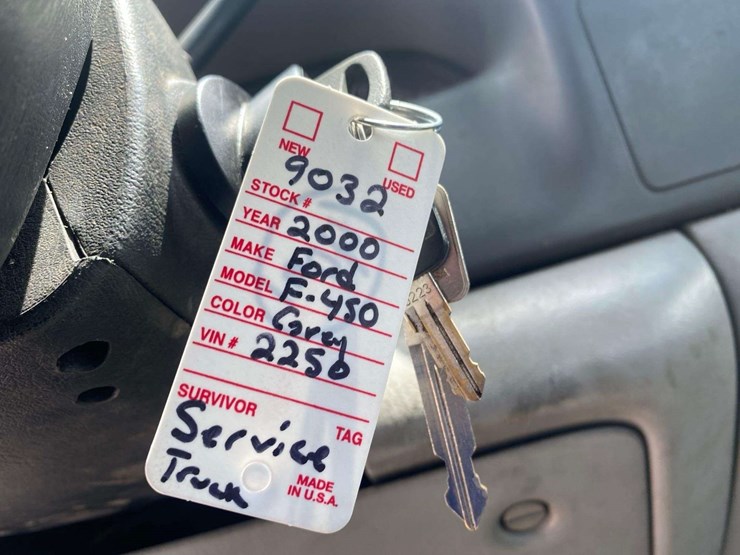 NEW
USED
STOCK # 9032
YEAR 2000
MAKE Ford
MODEL F-450
COLOR Grey
VIN # 2250
SURVIVOR TAG
Service
Truck
MADE
IN U.S.A.
3223